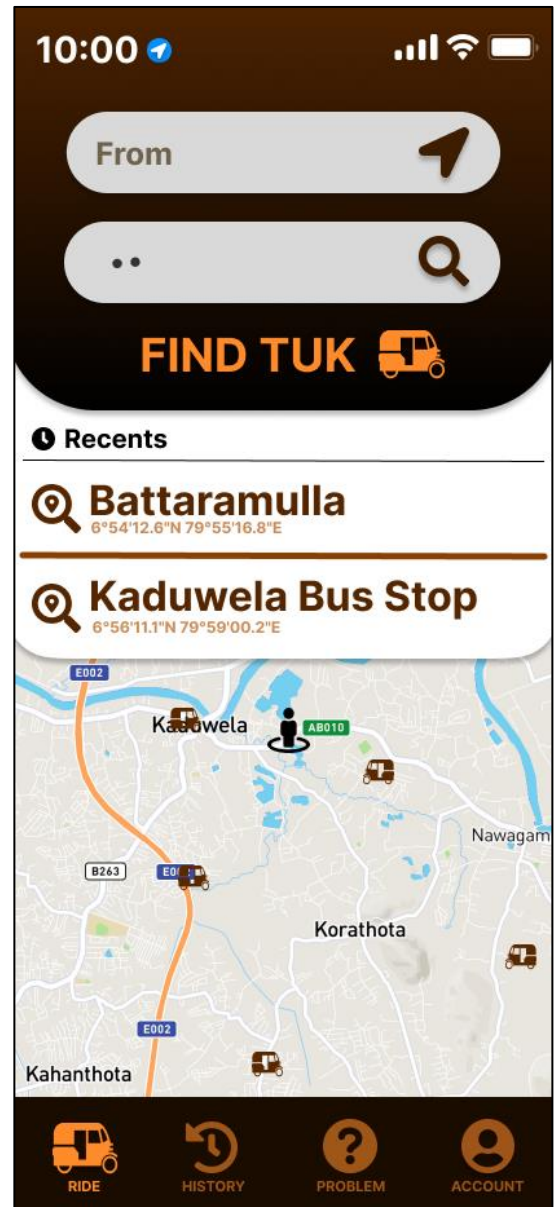 10:00
From
••
FIND TUK
Recents
Battaramulla
6°54'12.6"N 79°55'16.8"E
Kaduwela Bus Stop
6°56'11.1"N 79°59'00.2"E
E002
Kaduwela
AB010
Nawagam
B263
Korathota
E002
Kahanthota
RIDE
HISTORY
PROBLEM
ACCOUNT